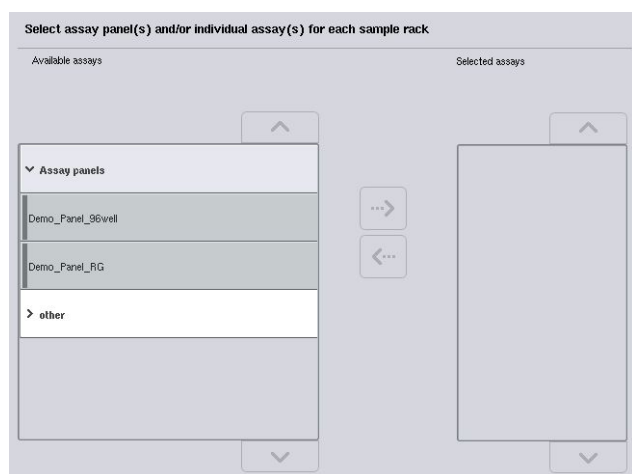 Select assay panel(s) and/or individual assay(s) for each sample rack
Available assays
Selected assays
Assay panels
Demo_Panel_96well
Demo_Panel_RG
other